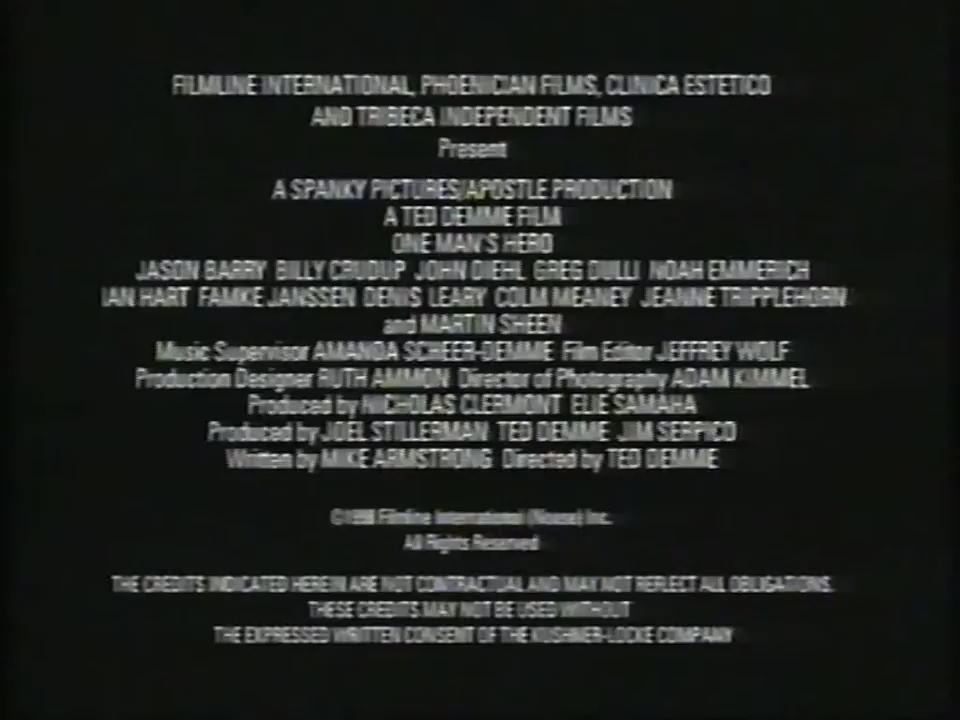 FILMLINE INTERNATIONAL, PHOENICIAN FILMS, CLINICA ESTETICO
AND TRIBECA INDEPENDENT FILMS
Present
A SPANKY PICTURES/APOSTLE PRODUCTION
A TED DEMME FILM
ONE MAN'S HERO
JASON BARRY BILLY CRUDUP JOHN DIEHL GREG DULLI NOAH EMMERICH
IAN HART FAMKE JANSSEN DENIS LEARY COLM MEANEY JEANNE TRIPPLEHORN
and MARTIN SHEEN
Music Supervisor AMANDA SCHEER-DEMME Film Editor JEFFREY WOLF
Production Designer RUTH AMMON Director of Photography ADAM KIMMEL
Produced by NICHOLAS CLERMONT ELIE SAMAHA
Produced by JOEL STILLERMAN TED DEMME JIM SERPICO
Written by MIKE ARMSTRONG Directed by TED DEMME
©1998 Filmline International (Noose) Inc.
All Rights Reserved
THE CREDITS INDICATED HEREIN ARE NOT CONTRACTUAL AND MAY NOT REFLECT ALL OBLIGATIONS.
THESE CREDITS MAY NOT BE USED WITHOUT
THE EXPRESSED WRITTEN CONSENT OF THE KUSHNER-LOCKE COMPANY